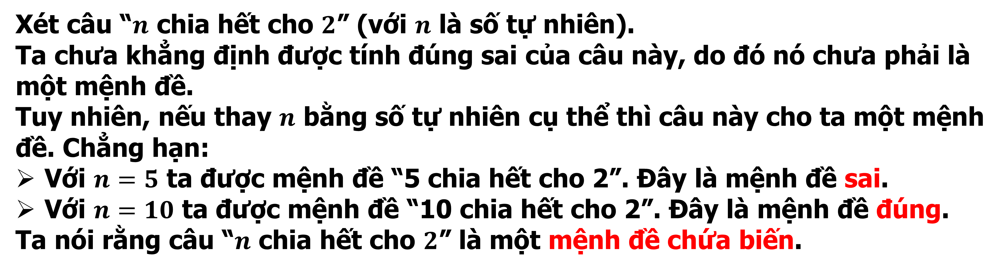 Xét câu “n chia hết cho 2” (với n là số tự nhiên).
Ta chưa khẳng định được tính đúng sai của câu này, do đó nó chưa phải là
một mệnh đề.
Tuy nhiên, nếu thay n bằng số tự nhiên cụ thể thì câu này cho ta một mệnh
đề. Chẳng hạn:
➢ Với n = 5 ta được mệnh đề “5 chia hết cho 2”. Đây là mệnh đề sai.
➢ Với n = 10 ta được mệnh đề “10 chia hết cho 2”. Đây là mệnh đề đúng.
Ta nói rằng câu “n chia hết cho 2” là một mệnh đề chứa biến.